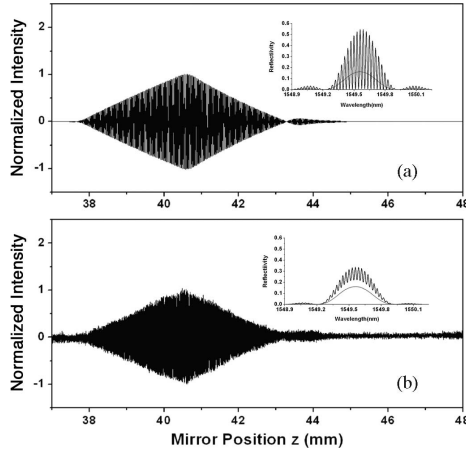 2
1
0
-1
Normalized Intensity
38 40 42 44 46 48
(a)
0.6
0.5
0.4
0.3
0.2
0.1
0.0
Reflectivity
1548.9 1549.2 1549.5 1549.8 1550.1
Wavelength(nm)
2
1
0
-1
Normalized Intensity
38 40 42 44 46 48
(b)
0.6
0.5
0.4
0.3
0.2
0.1
0.0
Reflectivity
1548.9 1549.2 1549.5 1549.8 1550.1
Wavelength(nm)
Mirror Position z (mm)